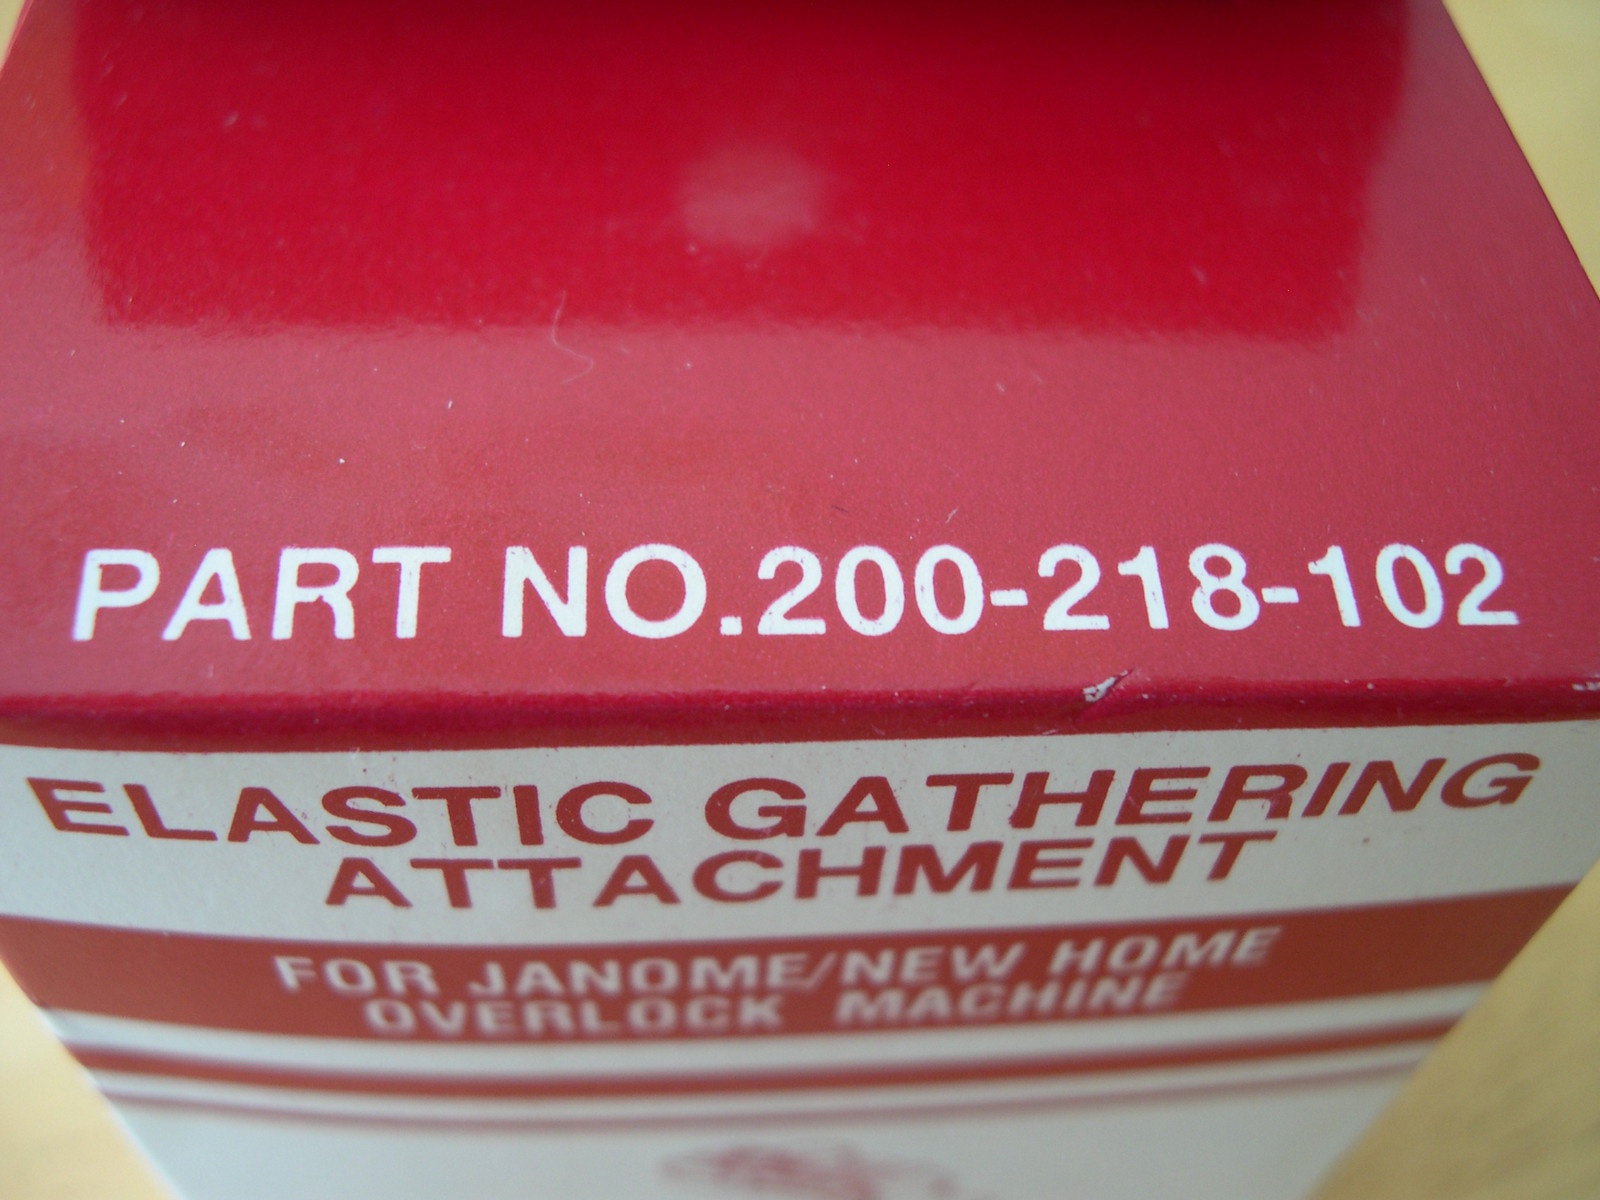 PART NO.200-218-102
ELASTIC GATHERING
ATTACHMENT
FOR JANOME/NEW HOME
OVERLOCK MACHINE